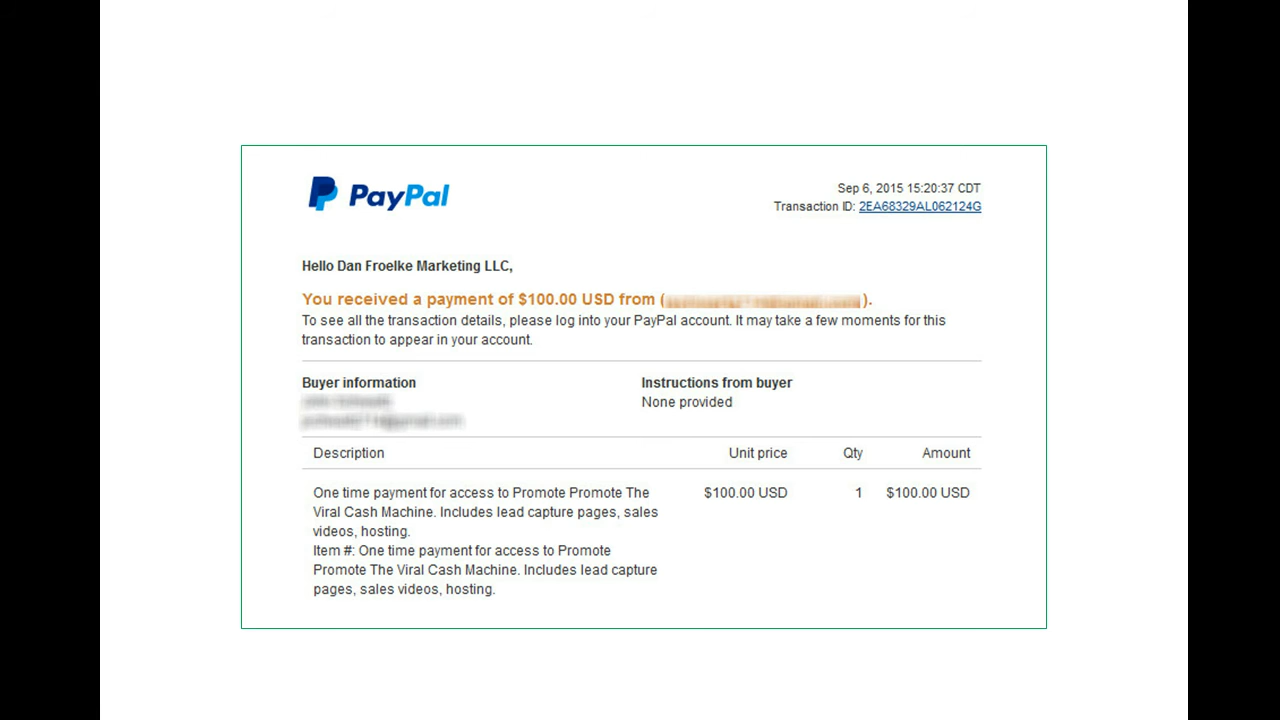 PayPal
Sep 6, 2015 15:20:37 CDT
Transaction ID: 2EA68329AL062124G
Hello Dan Froelke Marketing LLC,
You received a payment of $100.00 USD from ( ).
To see all the transaction details, please log into your PayPal account. It may take a few moments for this
transaction to appear in your account.
Buyer information
Instructions from buyer
None provided
Description Unit price Qty Amount
One time payment for access to Promote Promote The $100.00 USD 1 $100.00 USD
Viral Cash Machine. Includes lead capture pages, sales
videos, hosting.
Item #: One time payment for access to Promote
Promote The Viral Cash Machine. Includes lead capture
pages, sales videos, hosting.